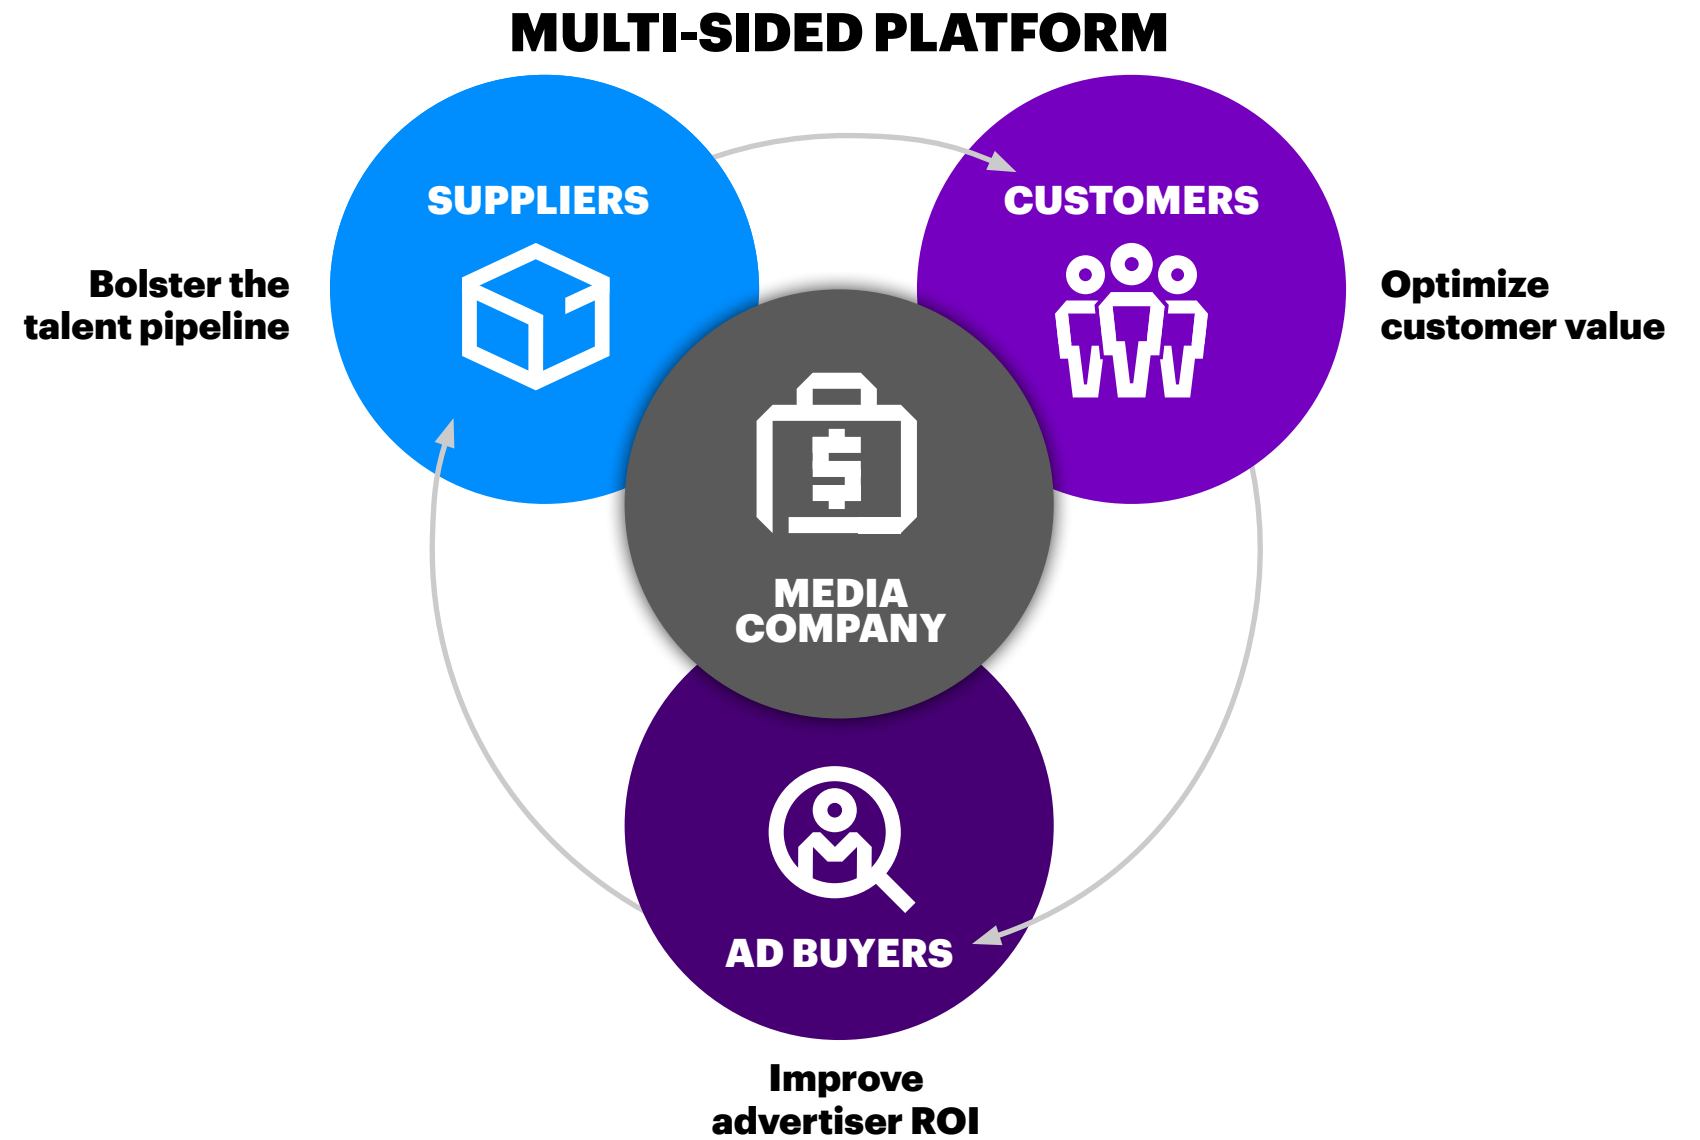 MULTI-SIDED PLATFORM
SUPPLIERS
CUSTOMERS
Bolster the
talent pipeline
Optimize
customer value
MEDIA
COMPANY
AD BUYERS
Improve
advertiser ROI